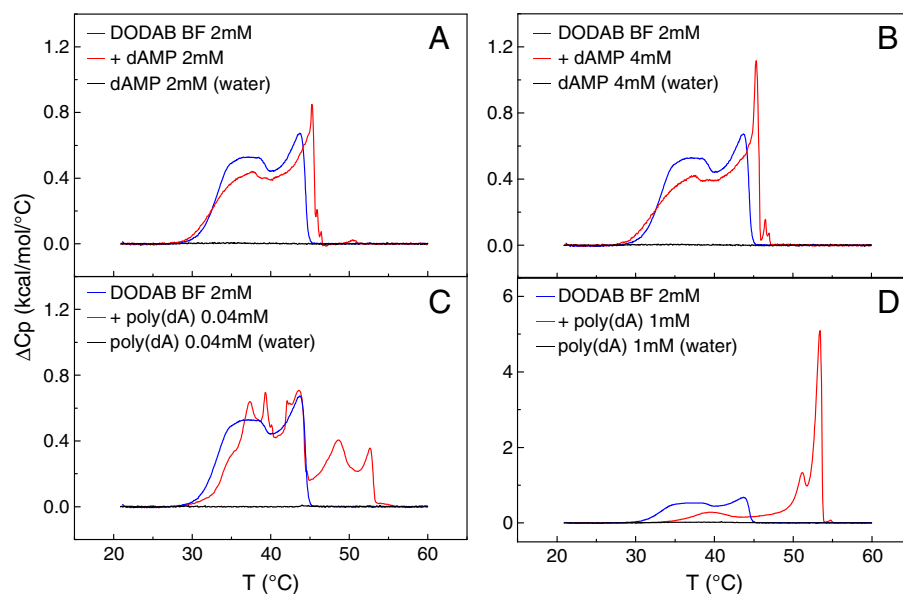 DODAB BF 2mM
+ dAMP 2mM
dAMP 2mM (water)
A
DODAB BF 2mM
+ dAMP 4mM
dAMP 4mM (water)
B
1.2
0.8
0.4
0.0
1.2
0.8
0.4
0.0
DODAB BF 2mM
+ poly(dA) 0.04mM
poly(dA) 0.04mM (water)
C
DODAB BF 2mM
+ poly(dA) 1mM
poly(dA) 1mM (water)
D
1.2
0.6
0.0
6
4
2
0
ΔCp (kcal/mol/°C)
20 30 40 50 60
20 30 40 50 60
T (°C)
T (°C)